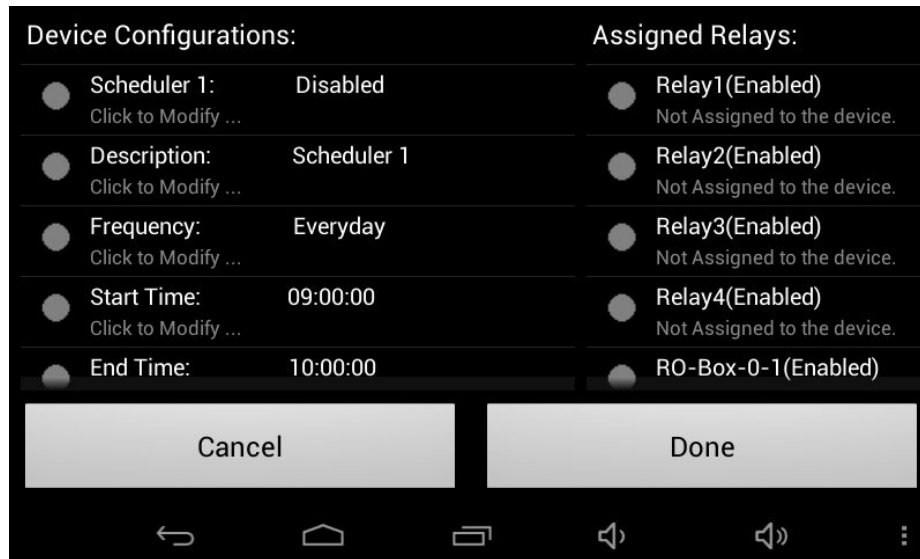 Device Configurations:
Scheduler 1: Disabled
Click to Modify ...
Description: Scheduler 1
Click to Modify ...
Frequency: Everyday
Click to Modify ...
Start Time: 09:00:00
Click to Modify ...
End Time: 10:00:00
Assigned Relays:
Relay1(Enabled)
Not Assigned to the device.
Relay2(Enabled)
Not Assigned to the device.
Relay3(Enabled)
Not Assigned to the device.
Relay4(Enabled)
Not Assigned to the device.
RO-Box-0-1(Enabled)
Cancel
Done